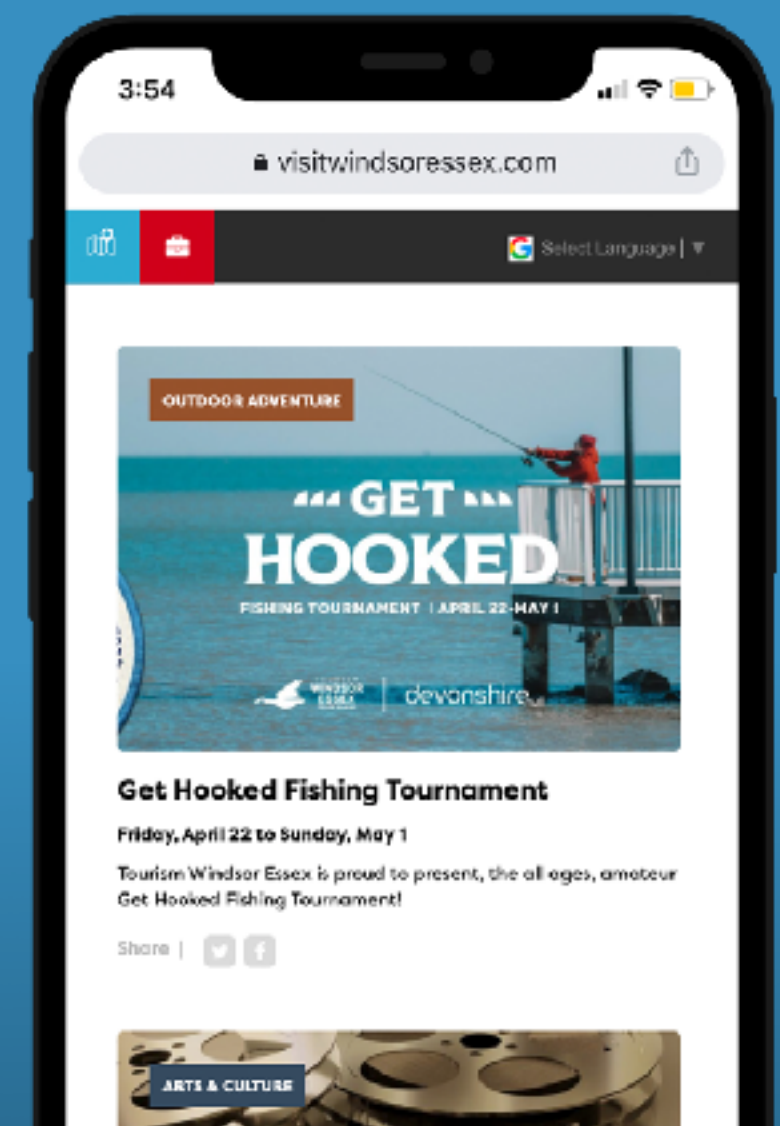 3:54
visitwindsoressex.com
Select Language | ▼
OUTDOOR ADVENTURE
GET
HOOKED
FISHING TOURNAMENT | APRIL 22-MAY 1
WINDSOR
ESSEX
devonshire
Get Hooked Fishing Tournament
Friday, April 22 to Sunday, May 1
Tourism Windsor Essex is proud to present, the all ages, amateur
Get Hooked Fishing Tournament!
Share |
ARTS & CULTURE